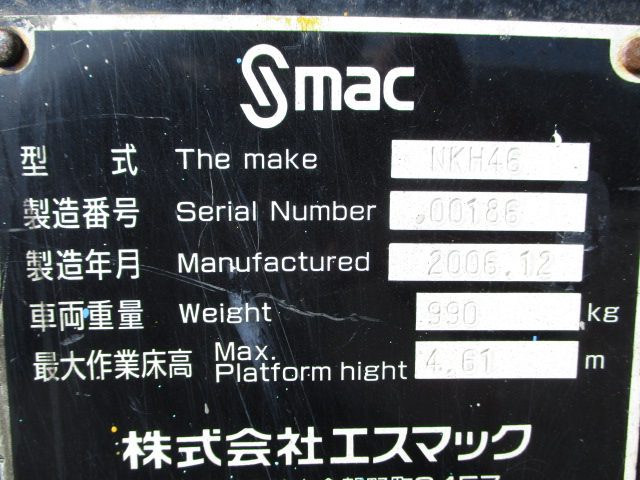 Smac
型 式 The make NKH46
製造番号 Serial Number 00186
製造年月 Manufactured 2006.12
車両重量 Weight 990 kg
最大作業床高 Max. Platform hight 4.61 m
株式会社エスマック